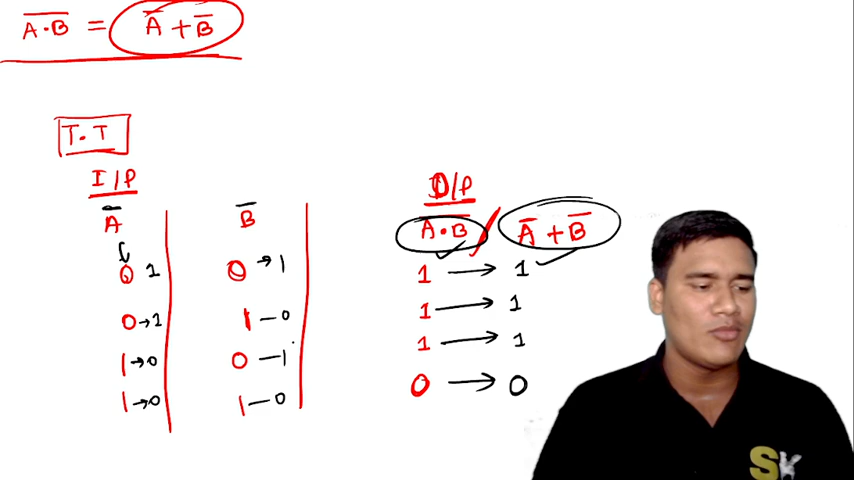 A̅·̅B̅ = A̅ + B̅
T.T
I/P O/P
A̅ B̅ A̅·̅B̅ / A̅ + B̅
0 1 0 → 1 1 → 1
0 → 1 1 — 0 1 → 1
1 → 0 0 — 1 1 → 1
1 → 0 1 — 0 0 → 0
S